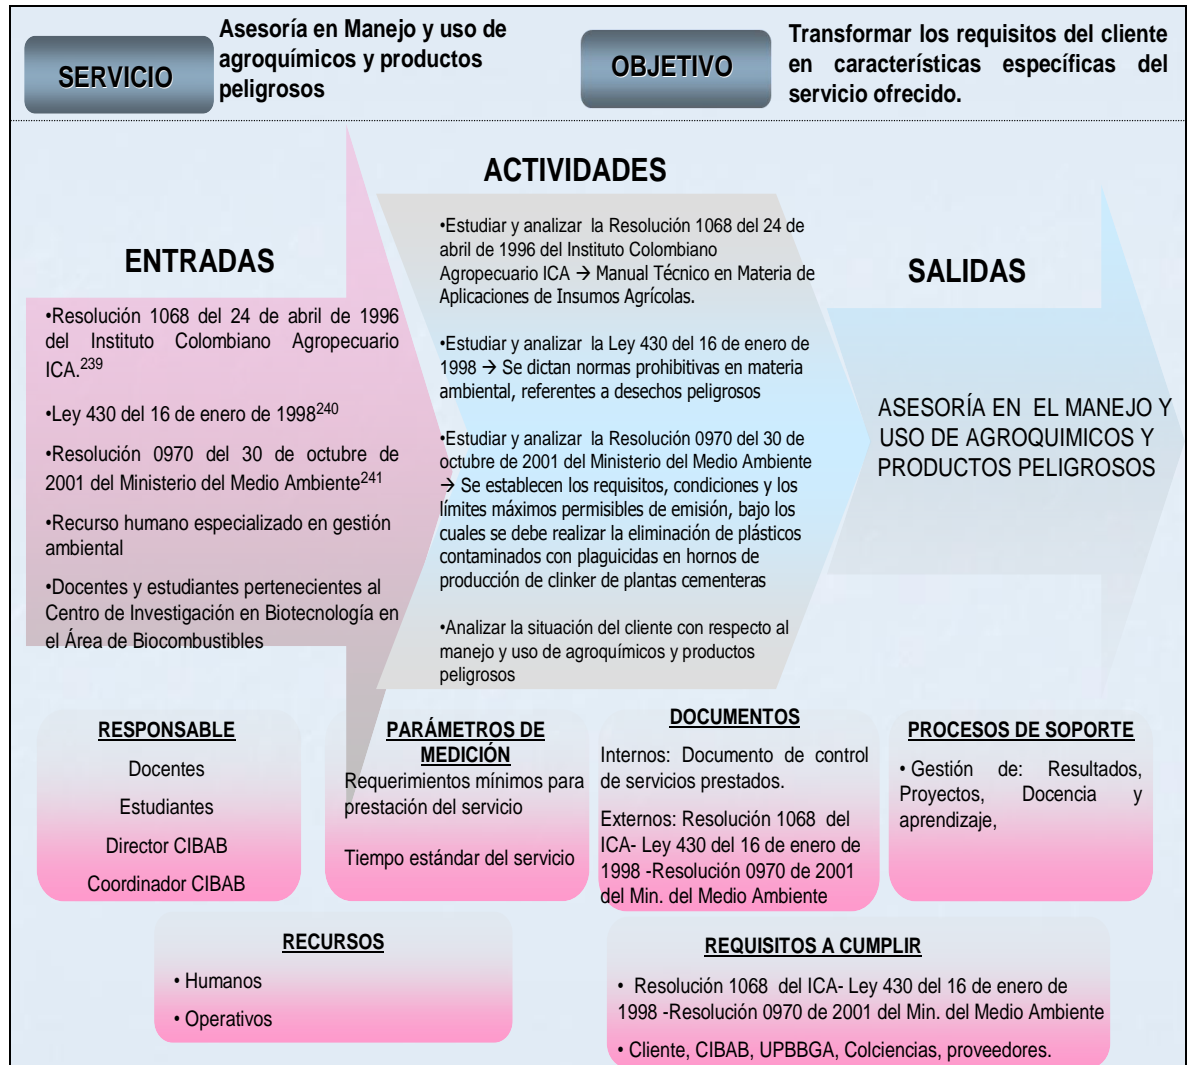 SERVICIO
Asesoría en Manejo y uso de
agroquímicos y productos
peligrosos
OBJETIVO
Transformar los requisitos del cliente
en características específicas del
servicio ofrecido.
ENTRADAS
•Resolución 1068 del 24 de abril de 1996
del Instituto Colombiano Agropecuario
ICA.239
•Ley 430 del 16 de enero de 1998240
•Resolución 0970 del 30 de octubre de
2001 del Ministerio del Medio Ambiente241
•Recurso humano especializado en gestión
ambiental
•Docentes y estudiantes pertenecientes al
Centro de Investigación en Biotecnología en
el Área de Biocombustibles
ACTIVIDADES
•Estudiar y analizar la Resolución 1068 del 24 de
abril de 1996 del Instituto Colombiano
Agropecuario ICA → Manual Técnico en Materia de
Aplicaciones de Insumos Agrícolas.
•Estudiar y analizar la Ley 430 del 16 de enero de
1998 → Se dictan normas prohibitivas en materia
ambiental, referentes a desechos peligrosos
•Estudiar y analizar la Resolución 0970 del 30 de
octubre de 2001 del Ministerio del Medio Ambiente
→ Se establecen los requisitos, condiciones y los
límites máximos permisibles de emisión, bajo los
cuales se debe realizar la eliminación de plásticos
contaminados con plaguicidas en hornos de
producción de clinker de plantas cementeras
•Analizar la situación del cliente con respecto al
manejo y uso de agroquímicos y productos
peligrosos
SALIDAS
ASESORÍA EN EL MANEJO Y
USO DE AGROQUIMICOS Y
PRODUCTOS PELIGROSOS
RESPONSABLE
Docentes
Estudiantes
Director CIBAB
Coordinador CIBAB
PARÁMETROS DE
MEDICIÓN
Requerimientos mínimos para
prestación del servicio
Tiempo estándar del servicio
DOCUMENTOS
Internos: Documento de control
de servicios prestados.
Externos: Resolución 1068 del
ICA- Ley 430 del 16 de enero de
1998 -Resolución 0970 de 2001
del Min. del Medio Ambiente
PROCESOS DE SOPORTE
• Gestión de: Resultados,
Proyectos, Docencia y
aprendizaje,
RECURSOS
• Humanos
• Operativos
REQUISITOS A CUMPLIR
• Resolución 1068 del ICA- Ley 430 del 16 de enero de
1998 -Resolución 0970 de 2001 del Min. del Medio Ambiente
• Cliente, CIBAB, UPBBGA, Colciencias, proveedores.